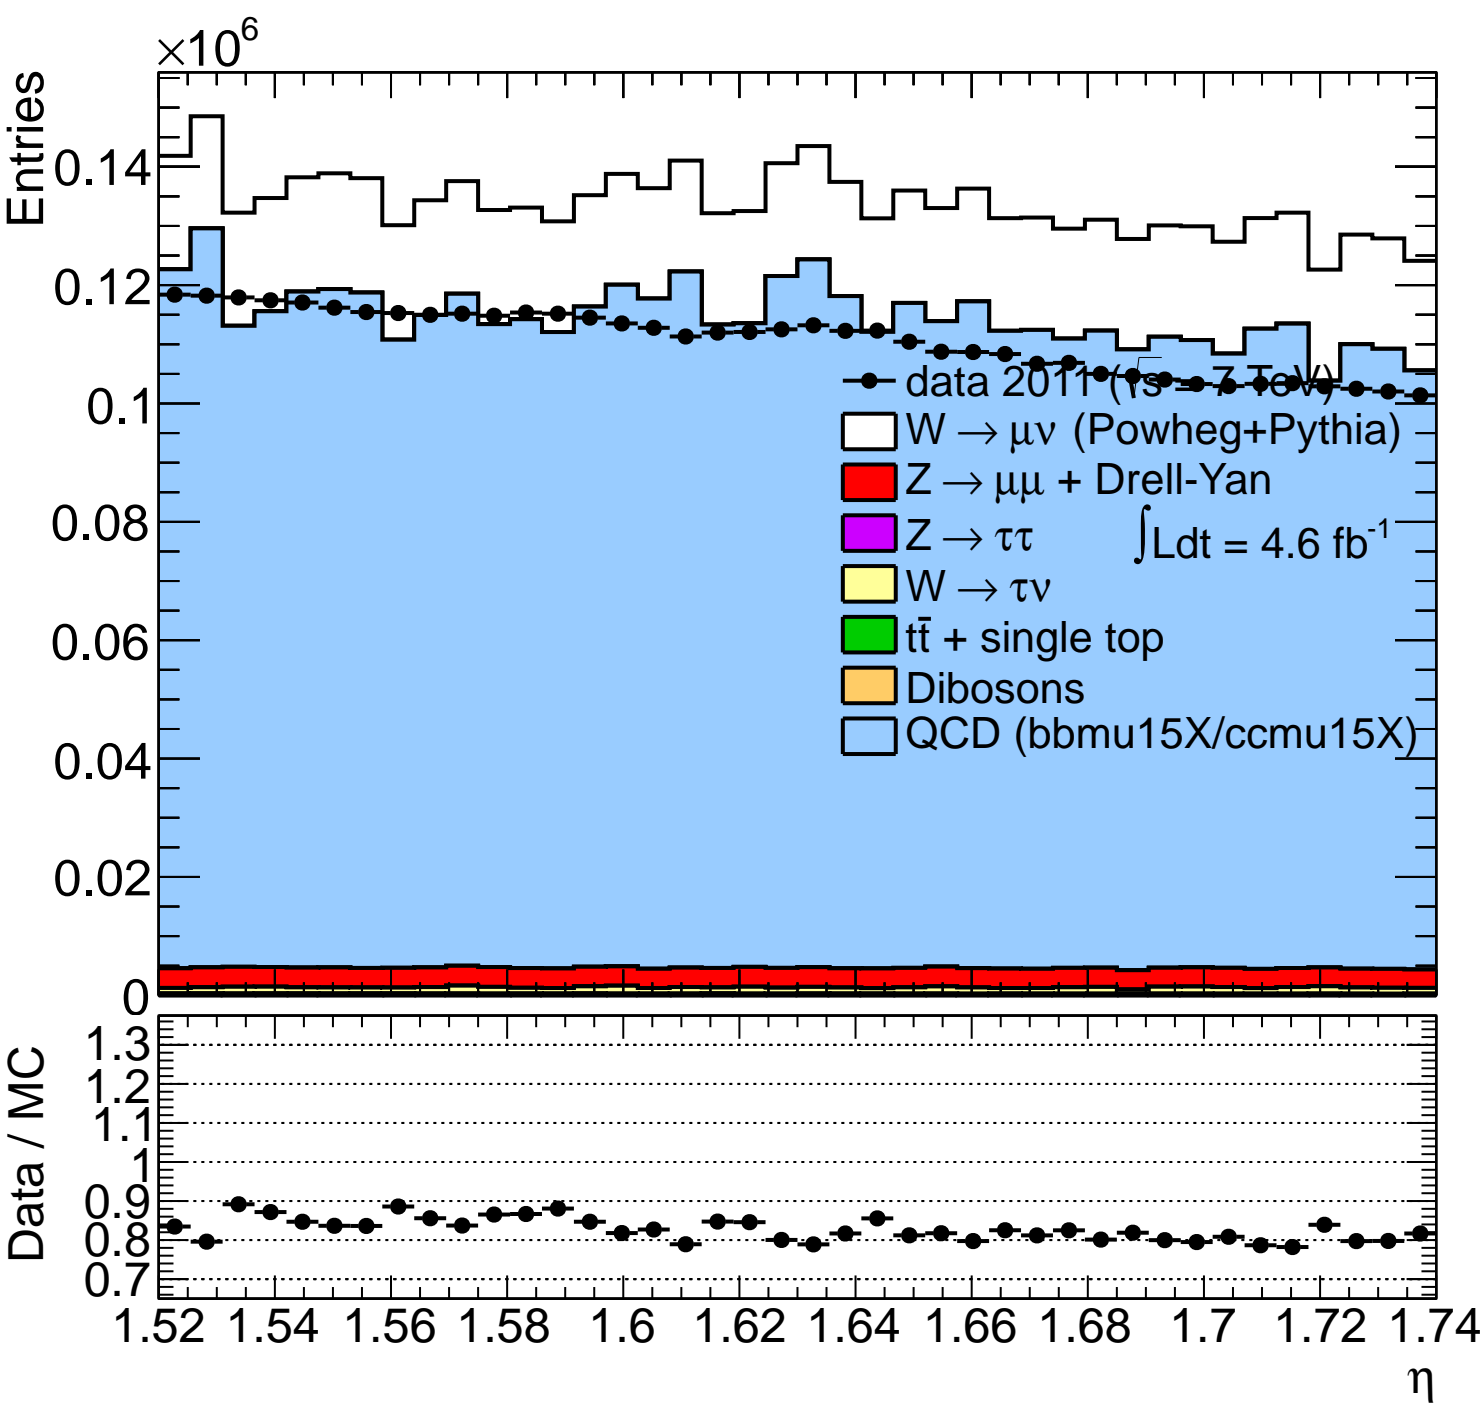 ×10⁶
Entries
0.14
0.12
0.1
0.08
0.06
0.04
0.02
0
data 2011 (√s = 7 TeV)
W → μν (Powheg+Pythia)
Z → μμ + Drell-Yan
Z → ττ
∫Ldt = 4.6 fb⁻¹
W → τν
tt̄ + single top
Dibosons
QCD (bbmu15X/ccmu15X)
Data / MC
1.3
1.2
1.1
1
0.9
0.8
0.7
1.52 1.54 1.56 1.58 1.6 1.62 1.64 1.66 1.68 1.7 1.72 1.74
η